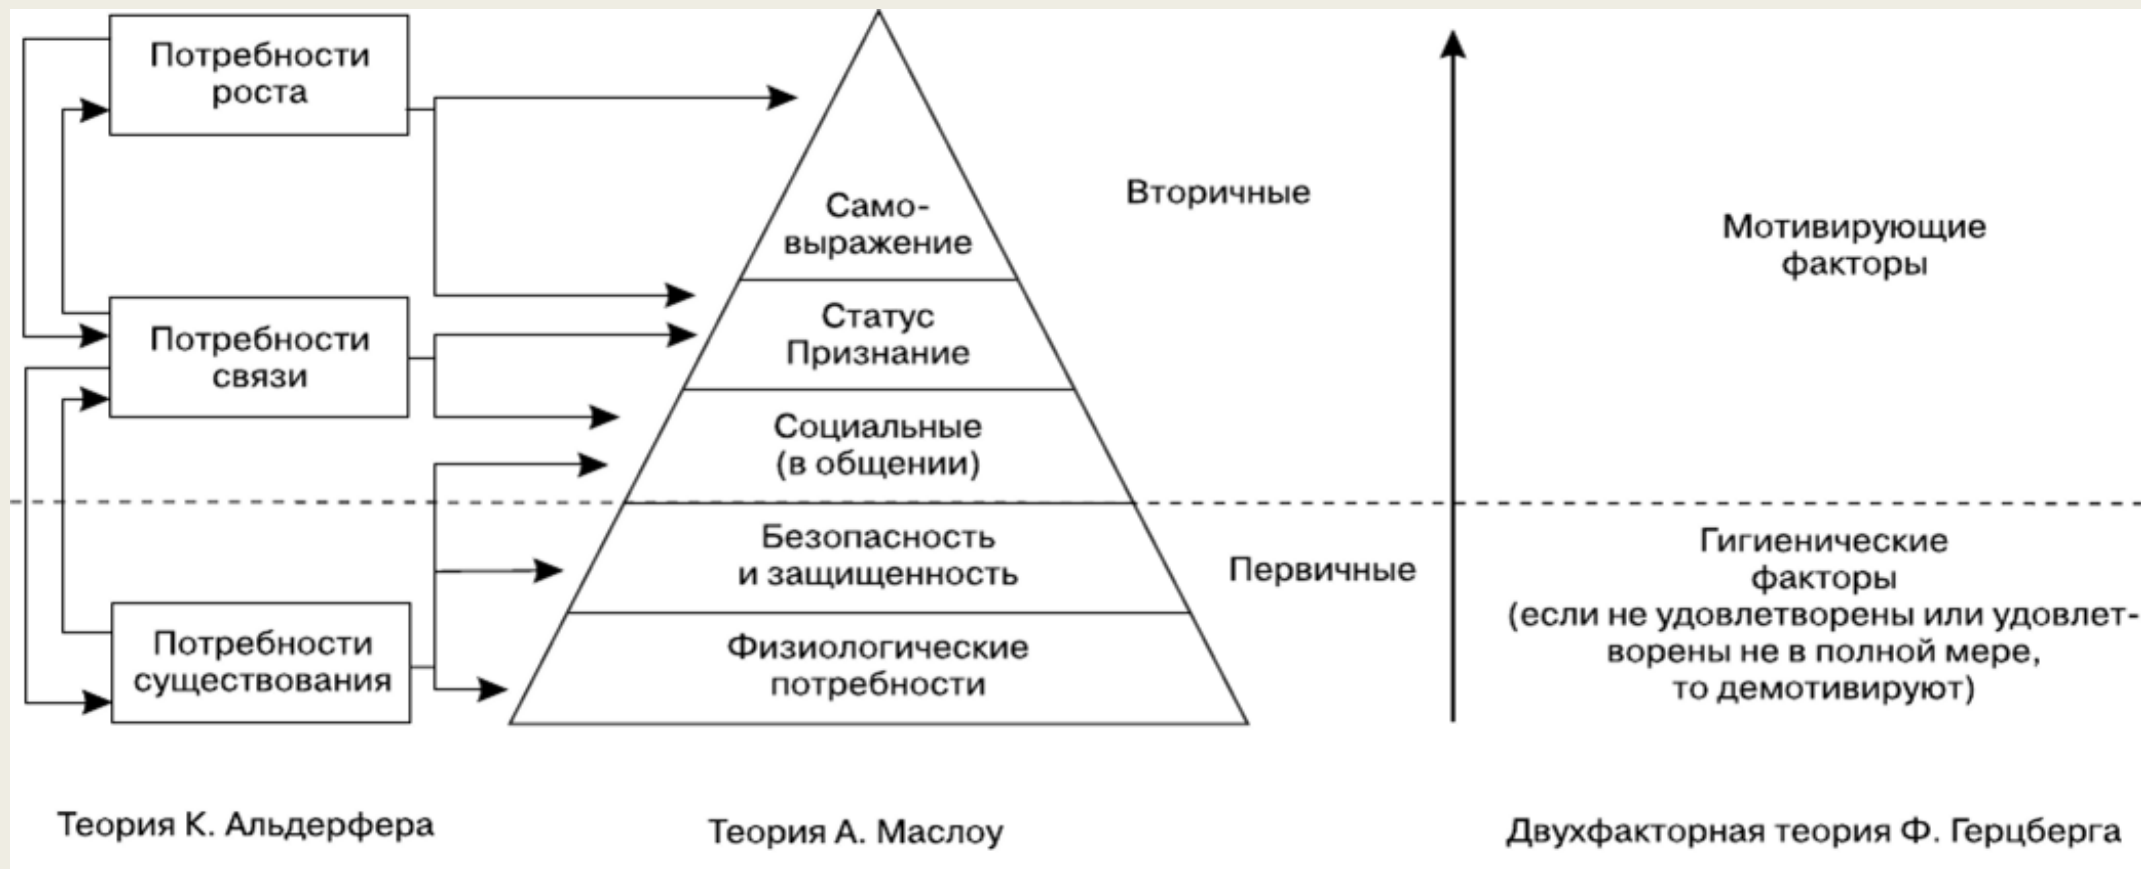 Потребности
роста
Потребности
связи
Потребности
существования
Теория К. Альдерфера
Само-
выражение
Статус
Признание
Социальные
(в общении)
Безопасность
и защищенность
Физиологические
потребности
Теория А. Маслоу
Вторичные
Первичные
Мотивирующие
факторы
Гигиенические
факторы
(если не удовлетворены или удовлет-
ворены не в полной мере,
то демотивируют)
Двухфакторная теория Ф. Герцберга